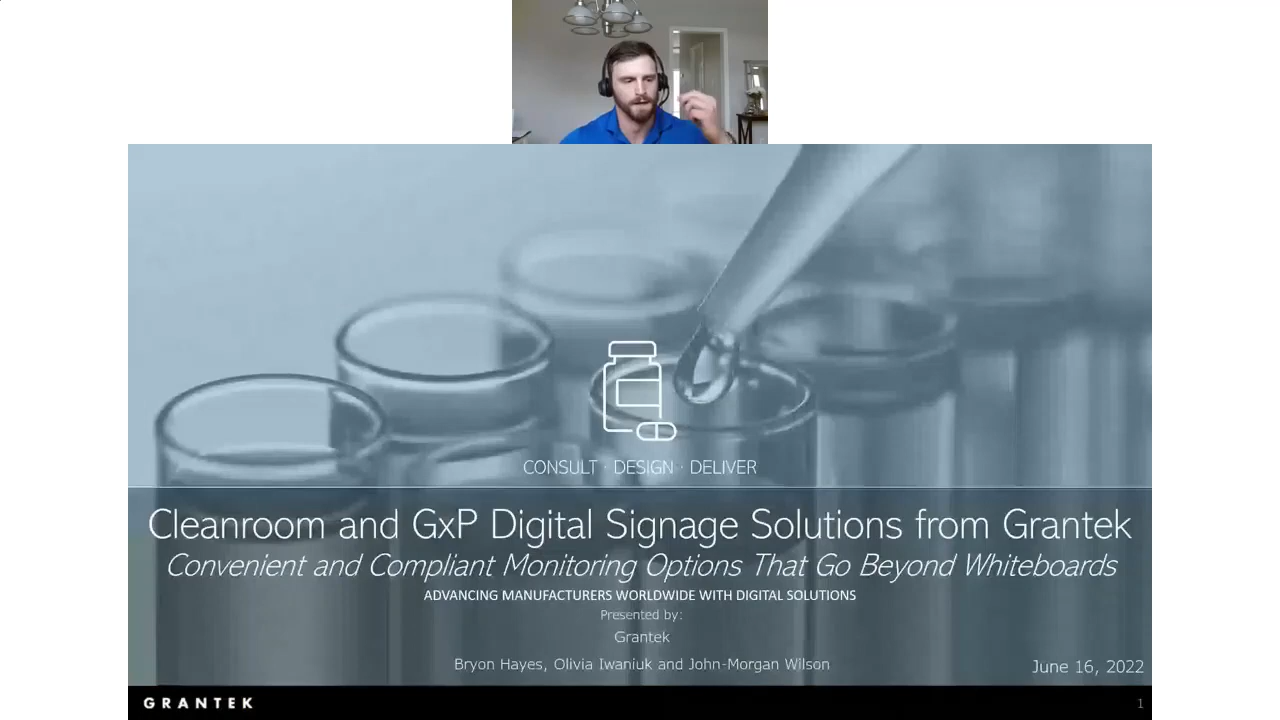 CONSULT · DESIGN · DELIVER
Cleanroom and GxP Digital Signage Solutions from Grantek
Convenient and Compliant Monitoring Options That Go Beyond Whiteboards
ADVANCING MANUFACTURERS WORLDWIDE WITH DIGITAL SOLUTIONS
Presented by:
Grantek
Bryon Hayes, Olivia Iwaniuk and John-Morgan Wilson
June 16, 2022
GRANTEK
1